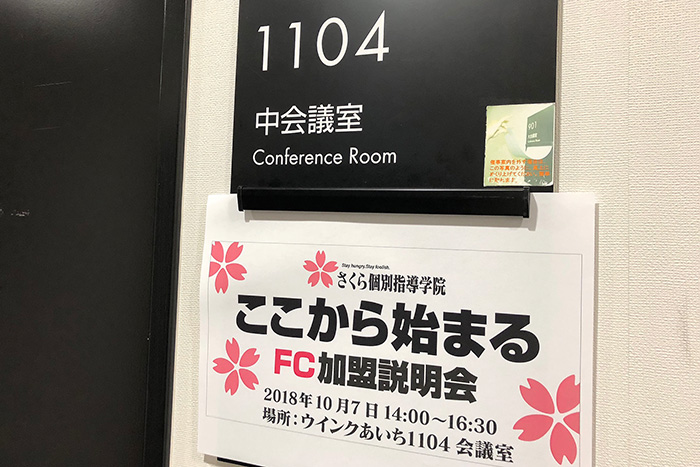 1104
中会議室
Conference Room
901
Stay hungry. Stay foolish.
さくら個別指導学院
ここから始まる
FC加盟説明会
2018年10月7日 14:00～16:30
場所：ウインクあいち1104 会議室